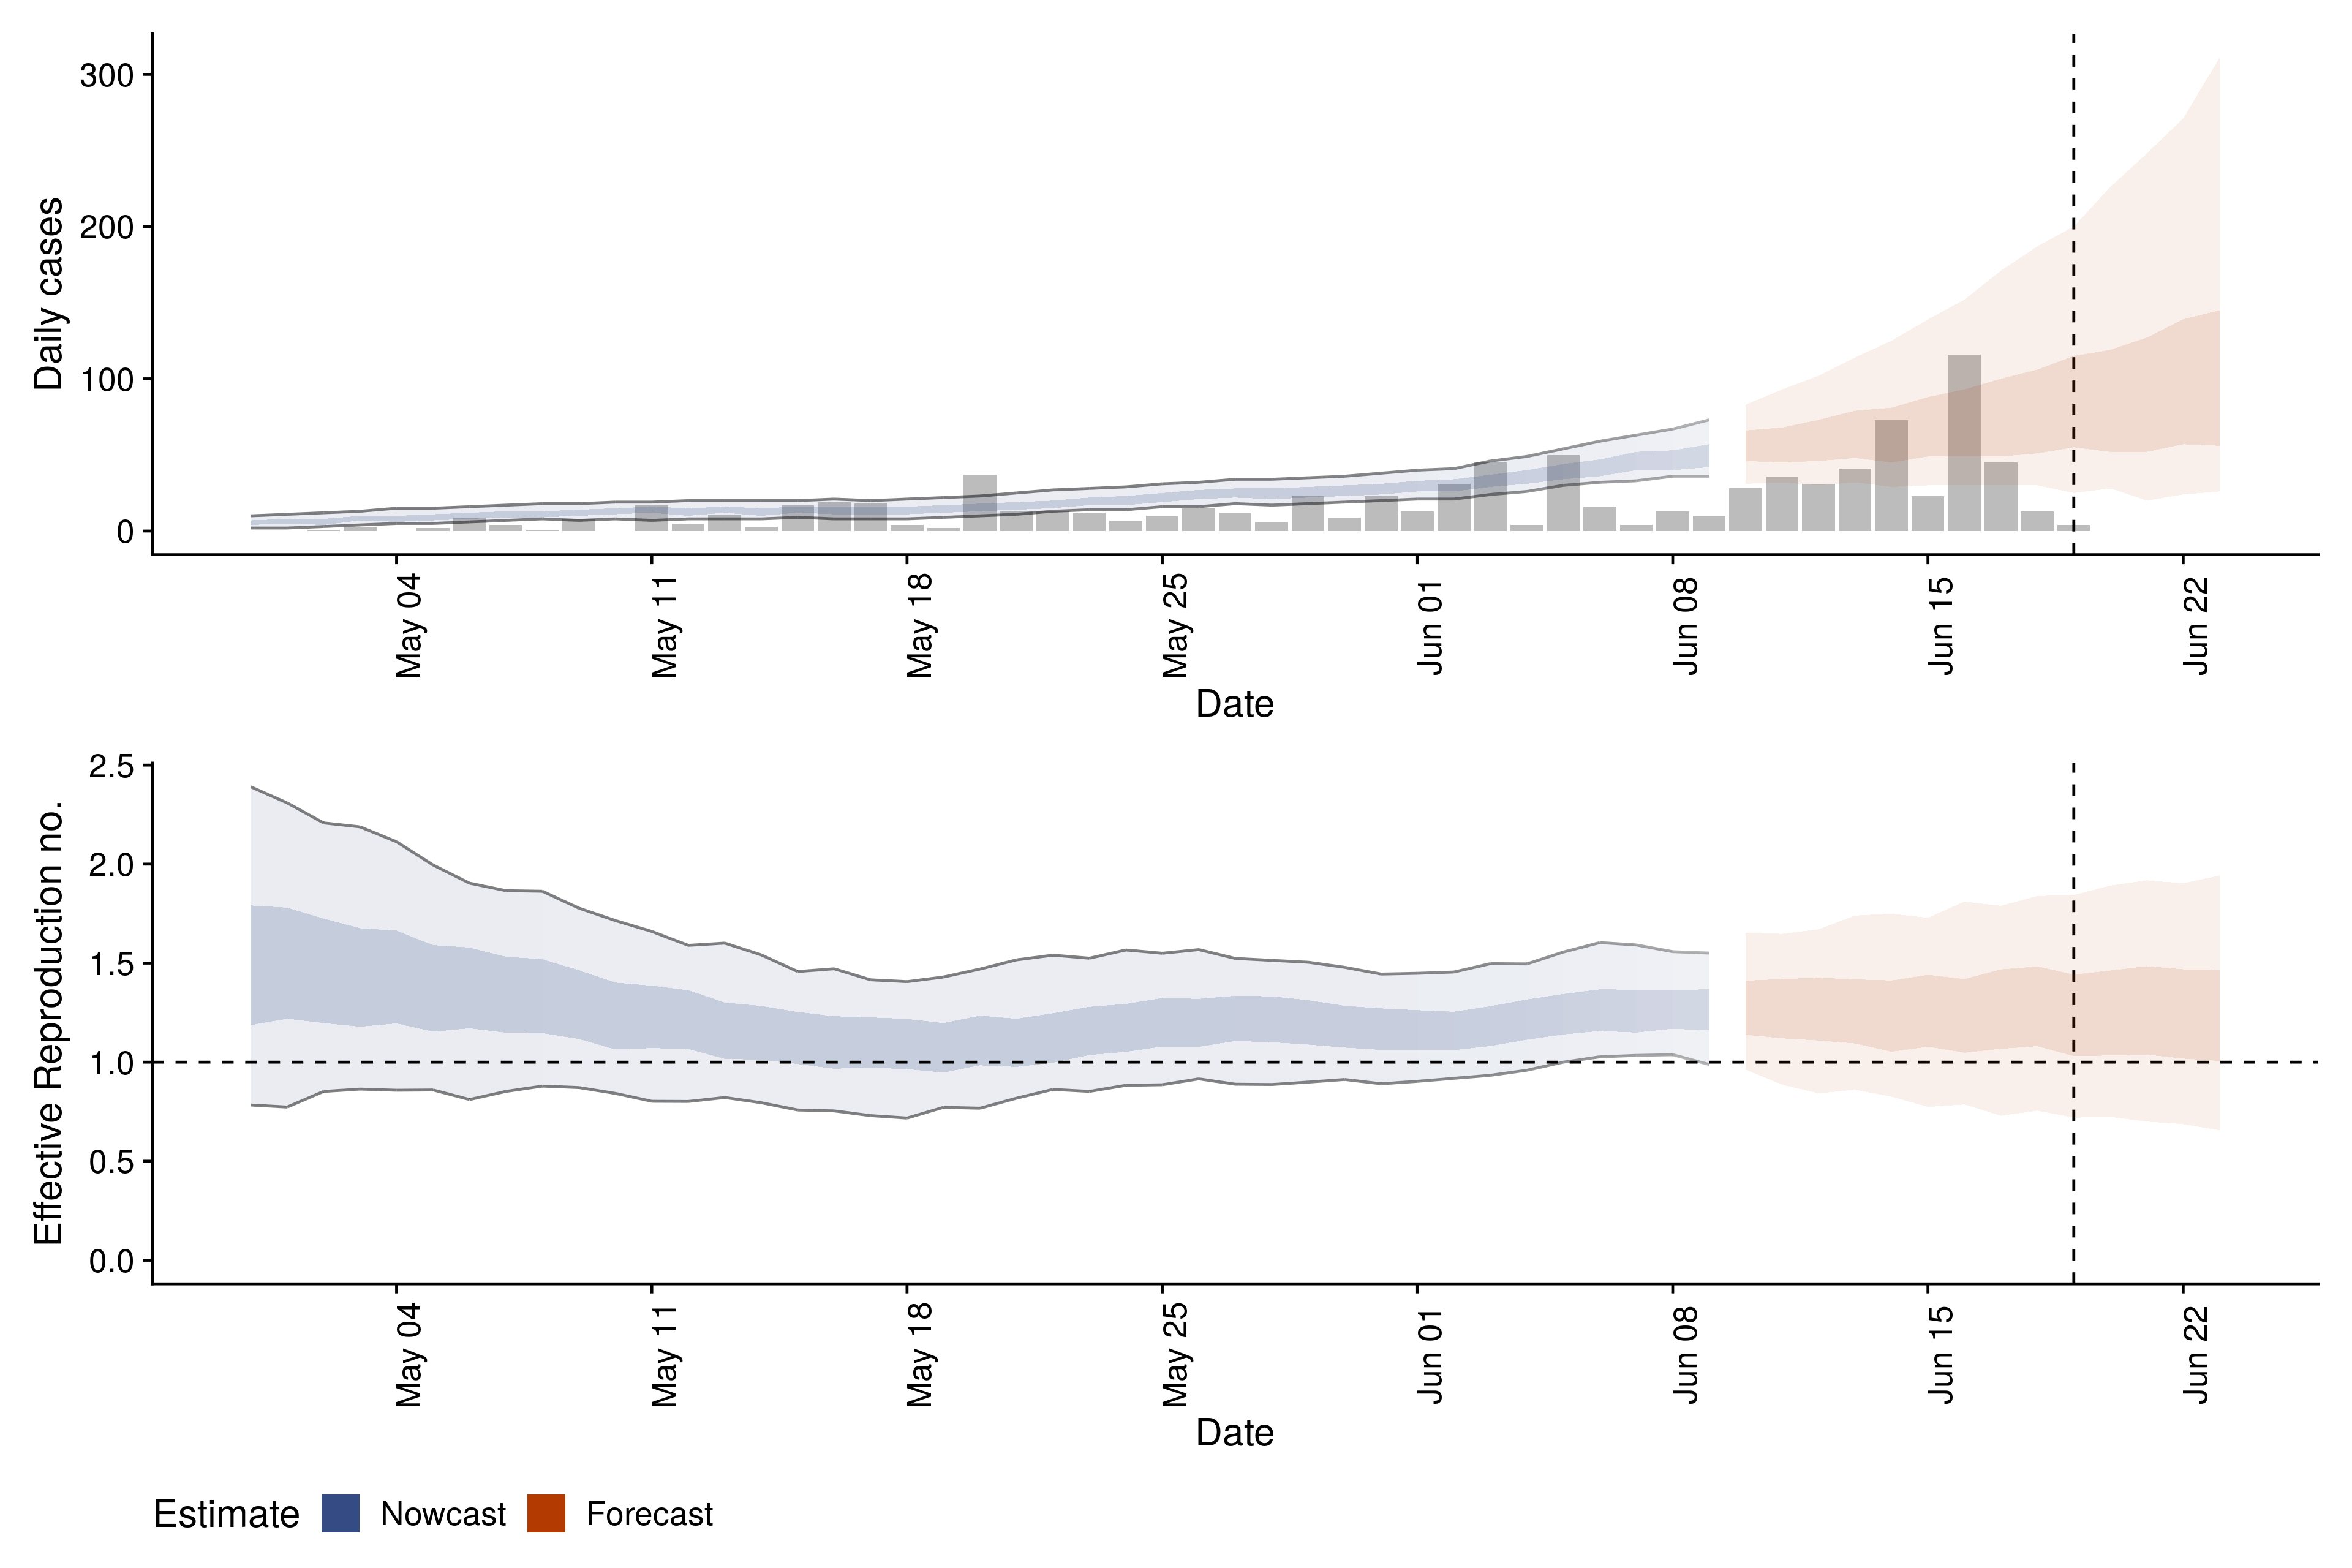 Daily cases
300
200
100
0
May 04
May 11
May 18
May 25
Jun 01
Jun 08
Jun 15
Jun 22
Date
Effective Reproduction no.
2.5
2.0
1.5
1.0
0.5
0.0
May 04
May 11
May 18
May 25
Jun 01
Jun 08
Jun 15
Jun 22
Date
Estimate Nowcast Forecast